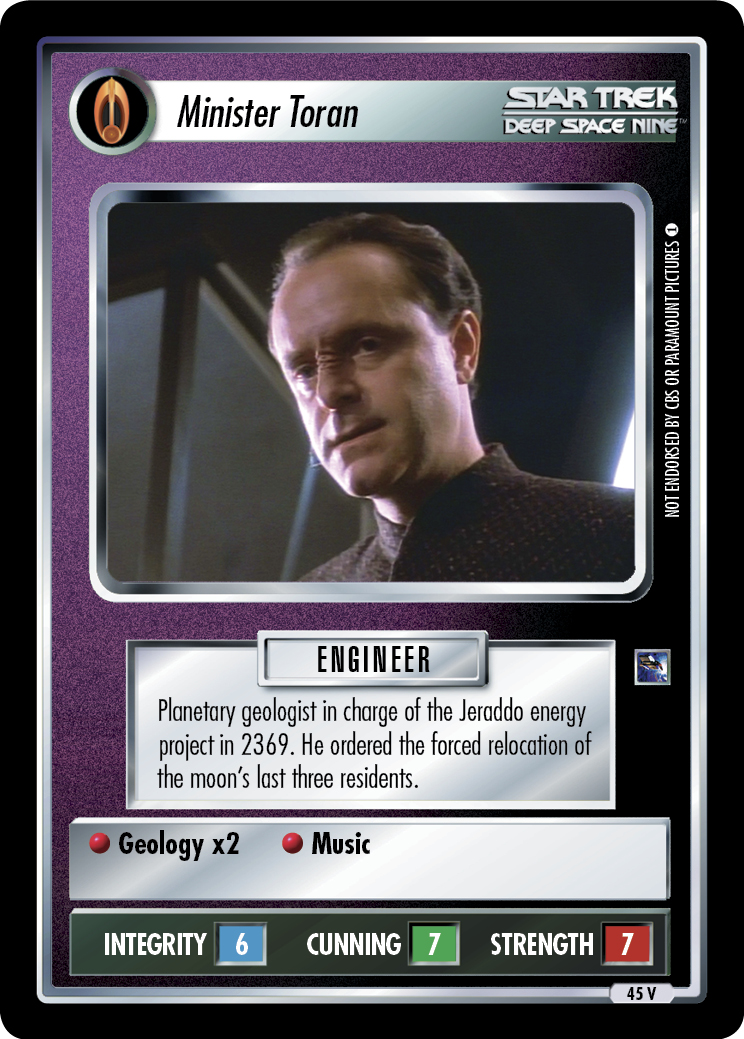 Minister Toran
STAR TREK
DEEP SPACE NINE™
NOT ENDORSED BY CBS OR PARAMOUNT PICTURES 1
ENGINEER
Planetary geologist in charge of the Jeraddo energy
project in 2369. He ordered the forced relocation of
the moon's last three residents.
Geology x2 Music
INTEGRITY 6 CUNNING 7 STRENGTH 7
45 V